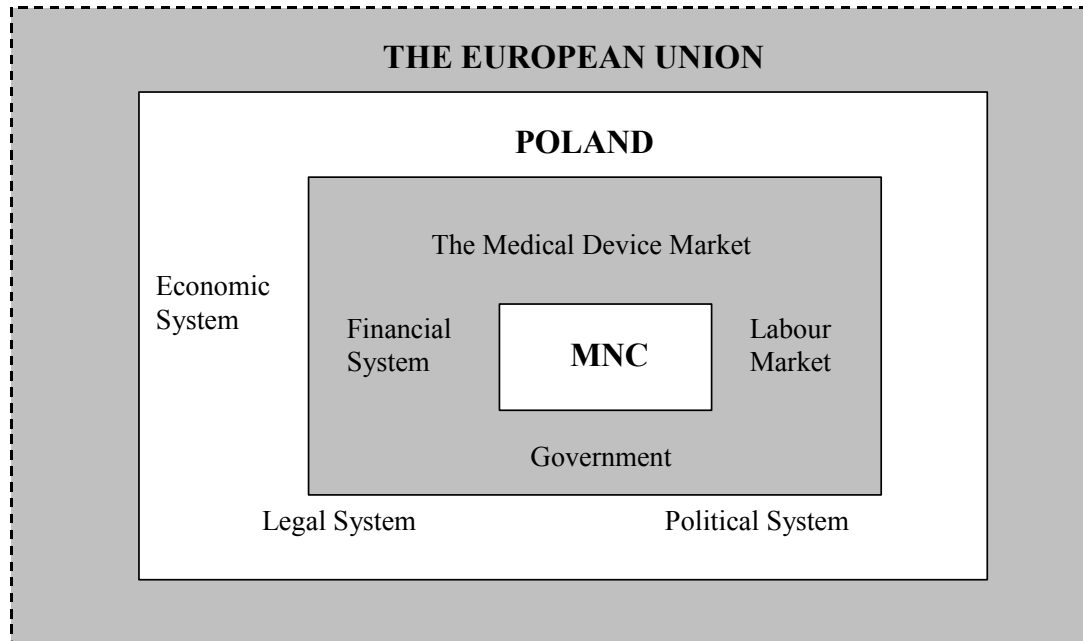 THE EUROPEAN UNION
POLAND
The Medical Device Market
Economic
System
Financial
System
MNC
Labour
Market
Government
Legal System
Political System